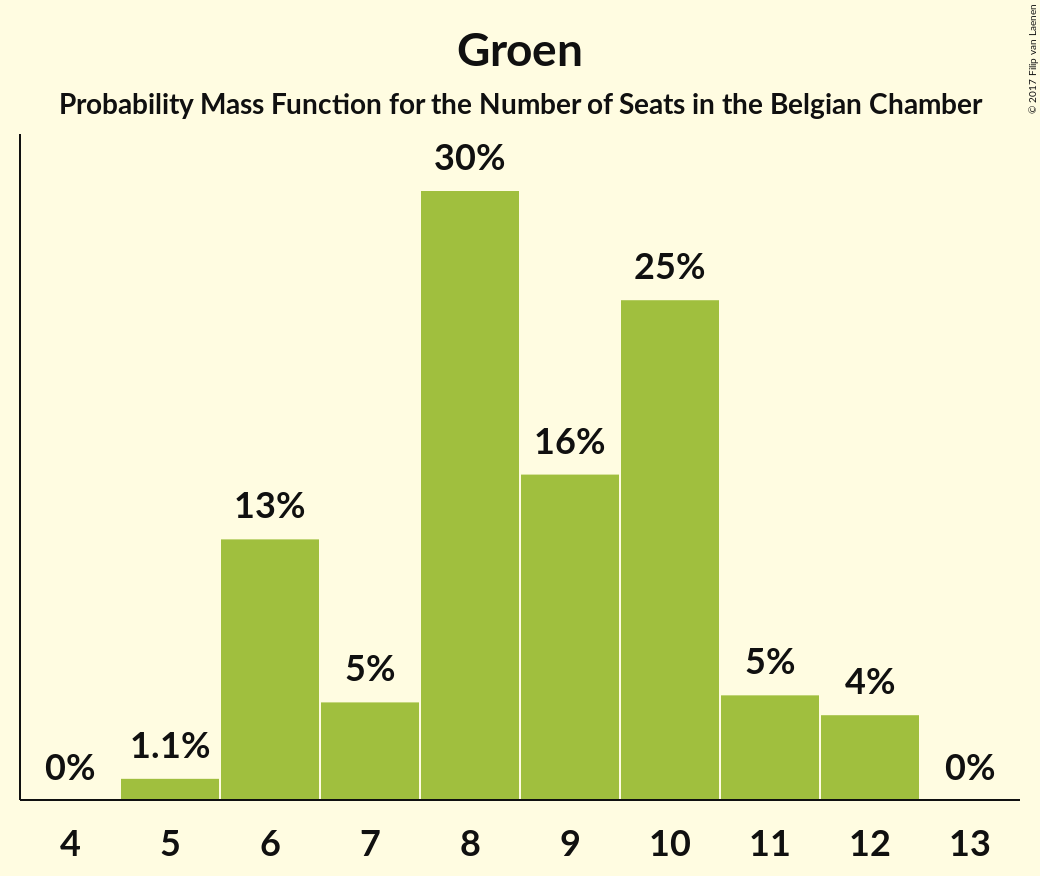 Groen
Probability Mass Function for the Number of Seats in the Belgian Chamber
© 2017 Filip van Laenen
30%
25%
16%
13%
5%
5%
4%
1.1%
0%
0%
4 5 6 7 8 9 10 11 12 13